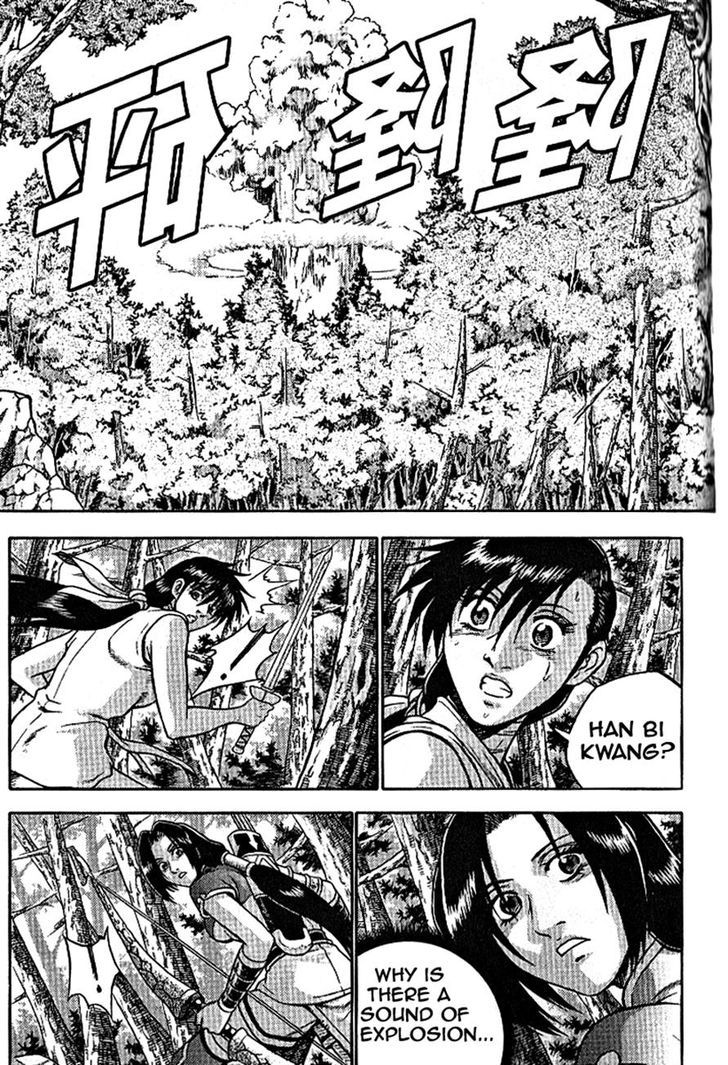 !
HAN BI
KWANG?
!
WHY IS
THERE A
SOUND OF
EXPLOSION...